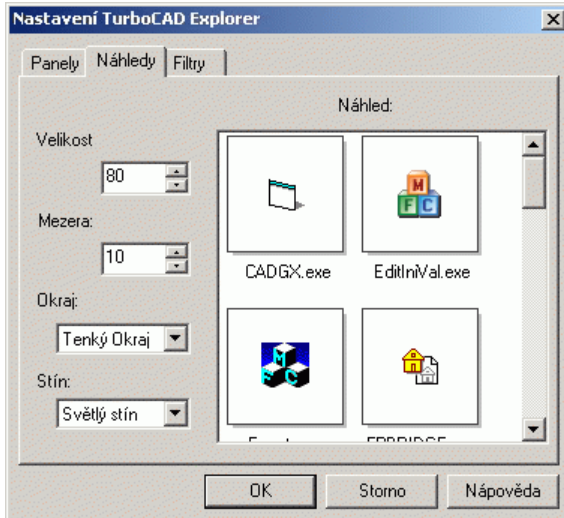 Nastavení TurboCAD Explorer
Panely Náhledy Filtry
Náhled:
Velikost
80
Mezera:
10
Okraj:
Tenký Okraj
Stín:
Světlý stín
CADGX.exe EditIniVal.exe
OK Storno Nápověda